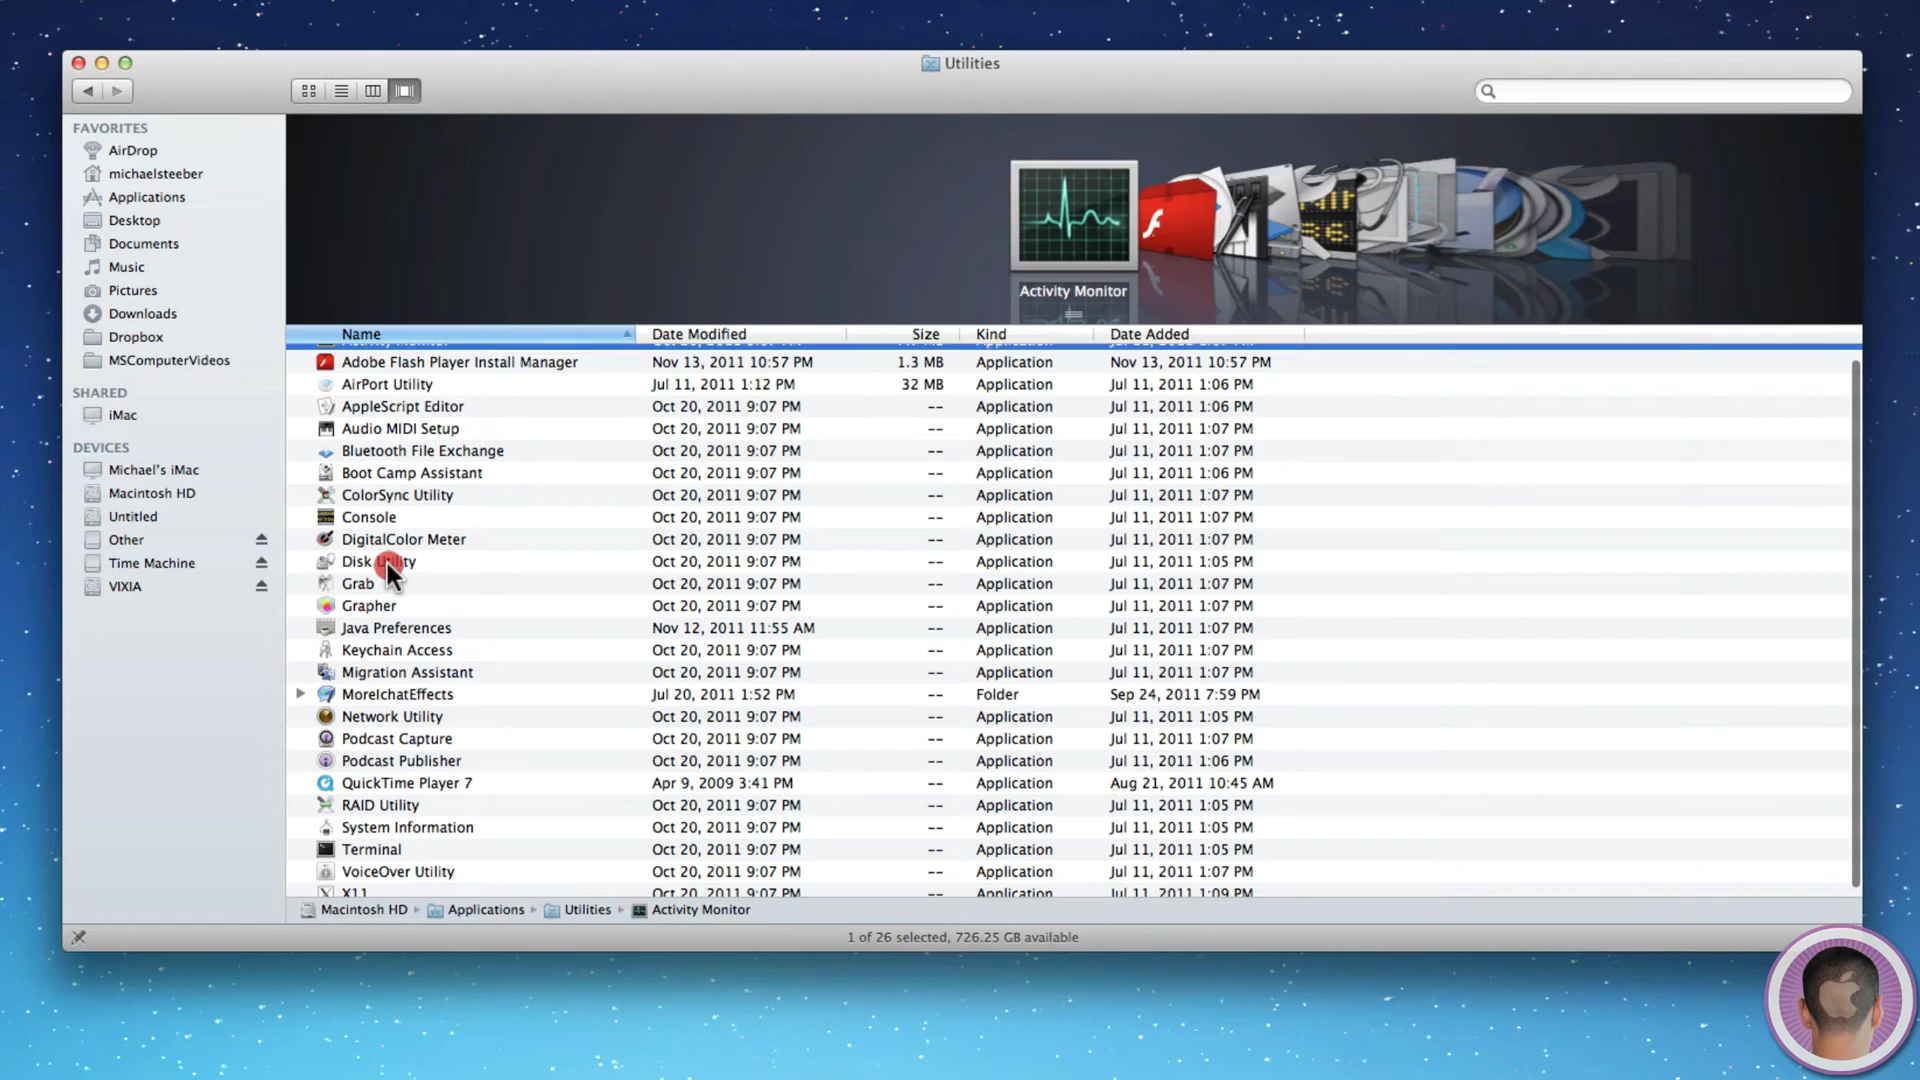 Utilities
FAVORITES
AirDrop
michaelsteeber
Applications
Desktop
Documents
Music
Pictures
Downloads
Dropbox
MSComputerVideos
SHARED
iMac
DEVICES
Michael's iMac
Macintosh HD
Untitled
Other
Time Machine
VIXIA
Activity Monitor
Name Date Modified Size Kind Date Added
Adobe Flash Player Install Manager Nov 13, 2011 10:57 PM 1.3 MB Application Nov 13, 2011 10:57 PM
AirPort Utility Jul 11, 2011 1:12 PM 32 MB Application Jul 11, 2011 1:06 PM
AppleScript Editor Oct 20, 2011 9:07 PM -- Application Jul 11, 2011 1:06 PM
Audio MIDI Setup Oct 20, 2011 9:07 PM -- Application Jul 11, 2011 1:06 PM
Bluetooth File Exchange Oct 20, 2011 9:07 PM -- Application Jul 11, 2011 1:07 PM
Boot Camp Assistant Oct 20, 2011 9:07 PM -- Application Jul 11, 2011 1:06 PM
ColorSync Utility Oct 20, 2011 9:07 PM -- Application Jul 11, 2011 1:07 PM
Console Oct 20, 2011 9:07 PM -- Application Jul 11, 2011 1:07 PM
DigitalColor Meter Oct 20, 2011 9:07 PM -- Application Jul 11, 2011 1:07 PM
Disk Utility Oct 20, 2011 9:07 PM -- Application Jul 11, 2011 1:05 PM
Grab Oct 20, 2011 9:07 PM -- Application Jul 11, 2011 1:07 PM
Grapher Oct 20, 2011 9:07 PM -- Application Jul 11, 2011 1:07 PM
Java Preferences Nov 12, 2011 11:55 AM -- Application Jul 11, 2011 1:07 PM
Keychain Access Oct 20, 2011 9:07 PM -- Application Jul 11, 2011 1:07 PM
Migration Assistant Oct 20, 2011 9:07 PM -- Application Jul 11, 2011 1:07 PM
MoreIchatEffects Jul 20, 2011 1:52 PM -- Folder Sep 24, 2011 7:59 PM
Network Utility Oct 20, 2011 9:07 PM -- Application Jul 11, 2011 1:05 PM
Podcast Capture Oct 20, 2011 9:07 PM -- Application Jul 11, 2011 1:07 PM
Podcast Publisher Oct 20, 2011 9:07 PM -- Application Jul 11, 2011 1:06 PM
QuickTime Player 7 Apr 9, 2009 3:41 PM -- Application Aug 21, 2011 10:45 AM
RAID Utility Oct 20, 2011 9:07 PM -- Application Jul 11, 2011 1:05 PM
System Information Oct 20, 2011 9:07 PM -- Application Jul 11, 2011 1:05 PM
Terminal Oct 20, 2011 9:07 PM -- Application Jul 11, 2011 1:05 PM
VoiceOver Utility Oct 20, 2011 9:07 PM -- Application Jul 11, 2011 1:07 PM
X11 Oct 20, 2011 9:07 PM -- Application Jul 11, 2011 1:09 PM
Macintosh HD Applications Utilities Activity Monitor
1 of 26 selected, 726.25 GB available